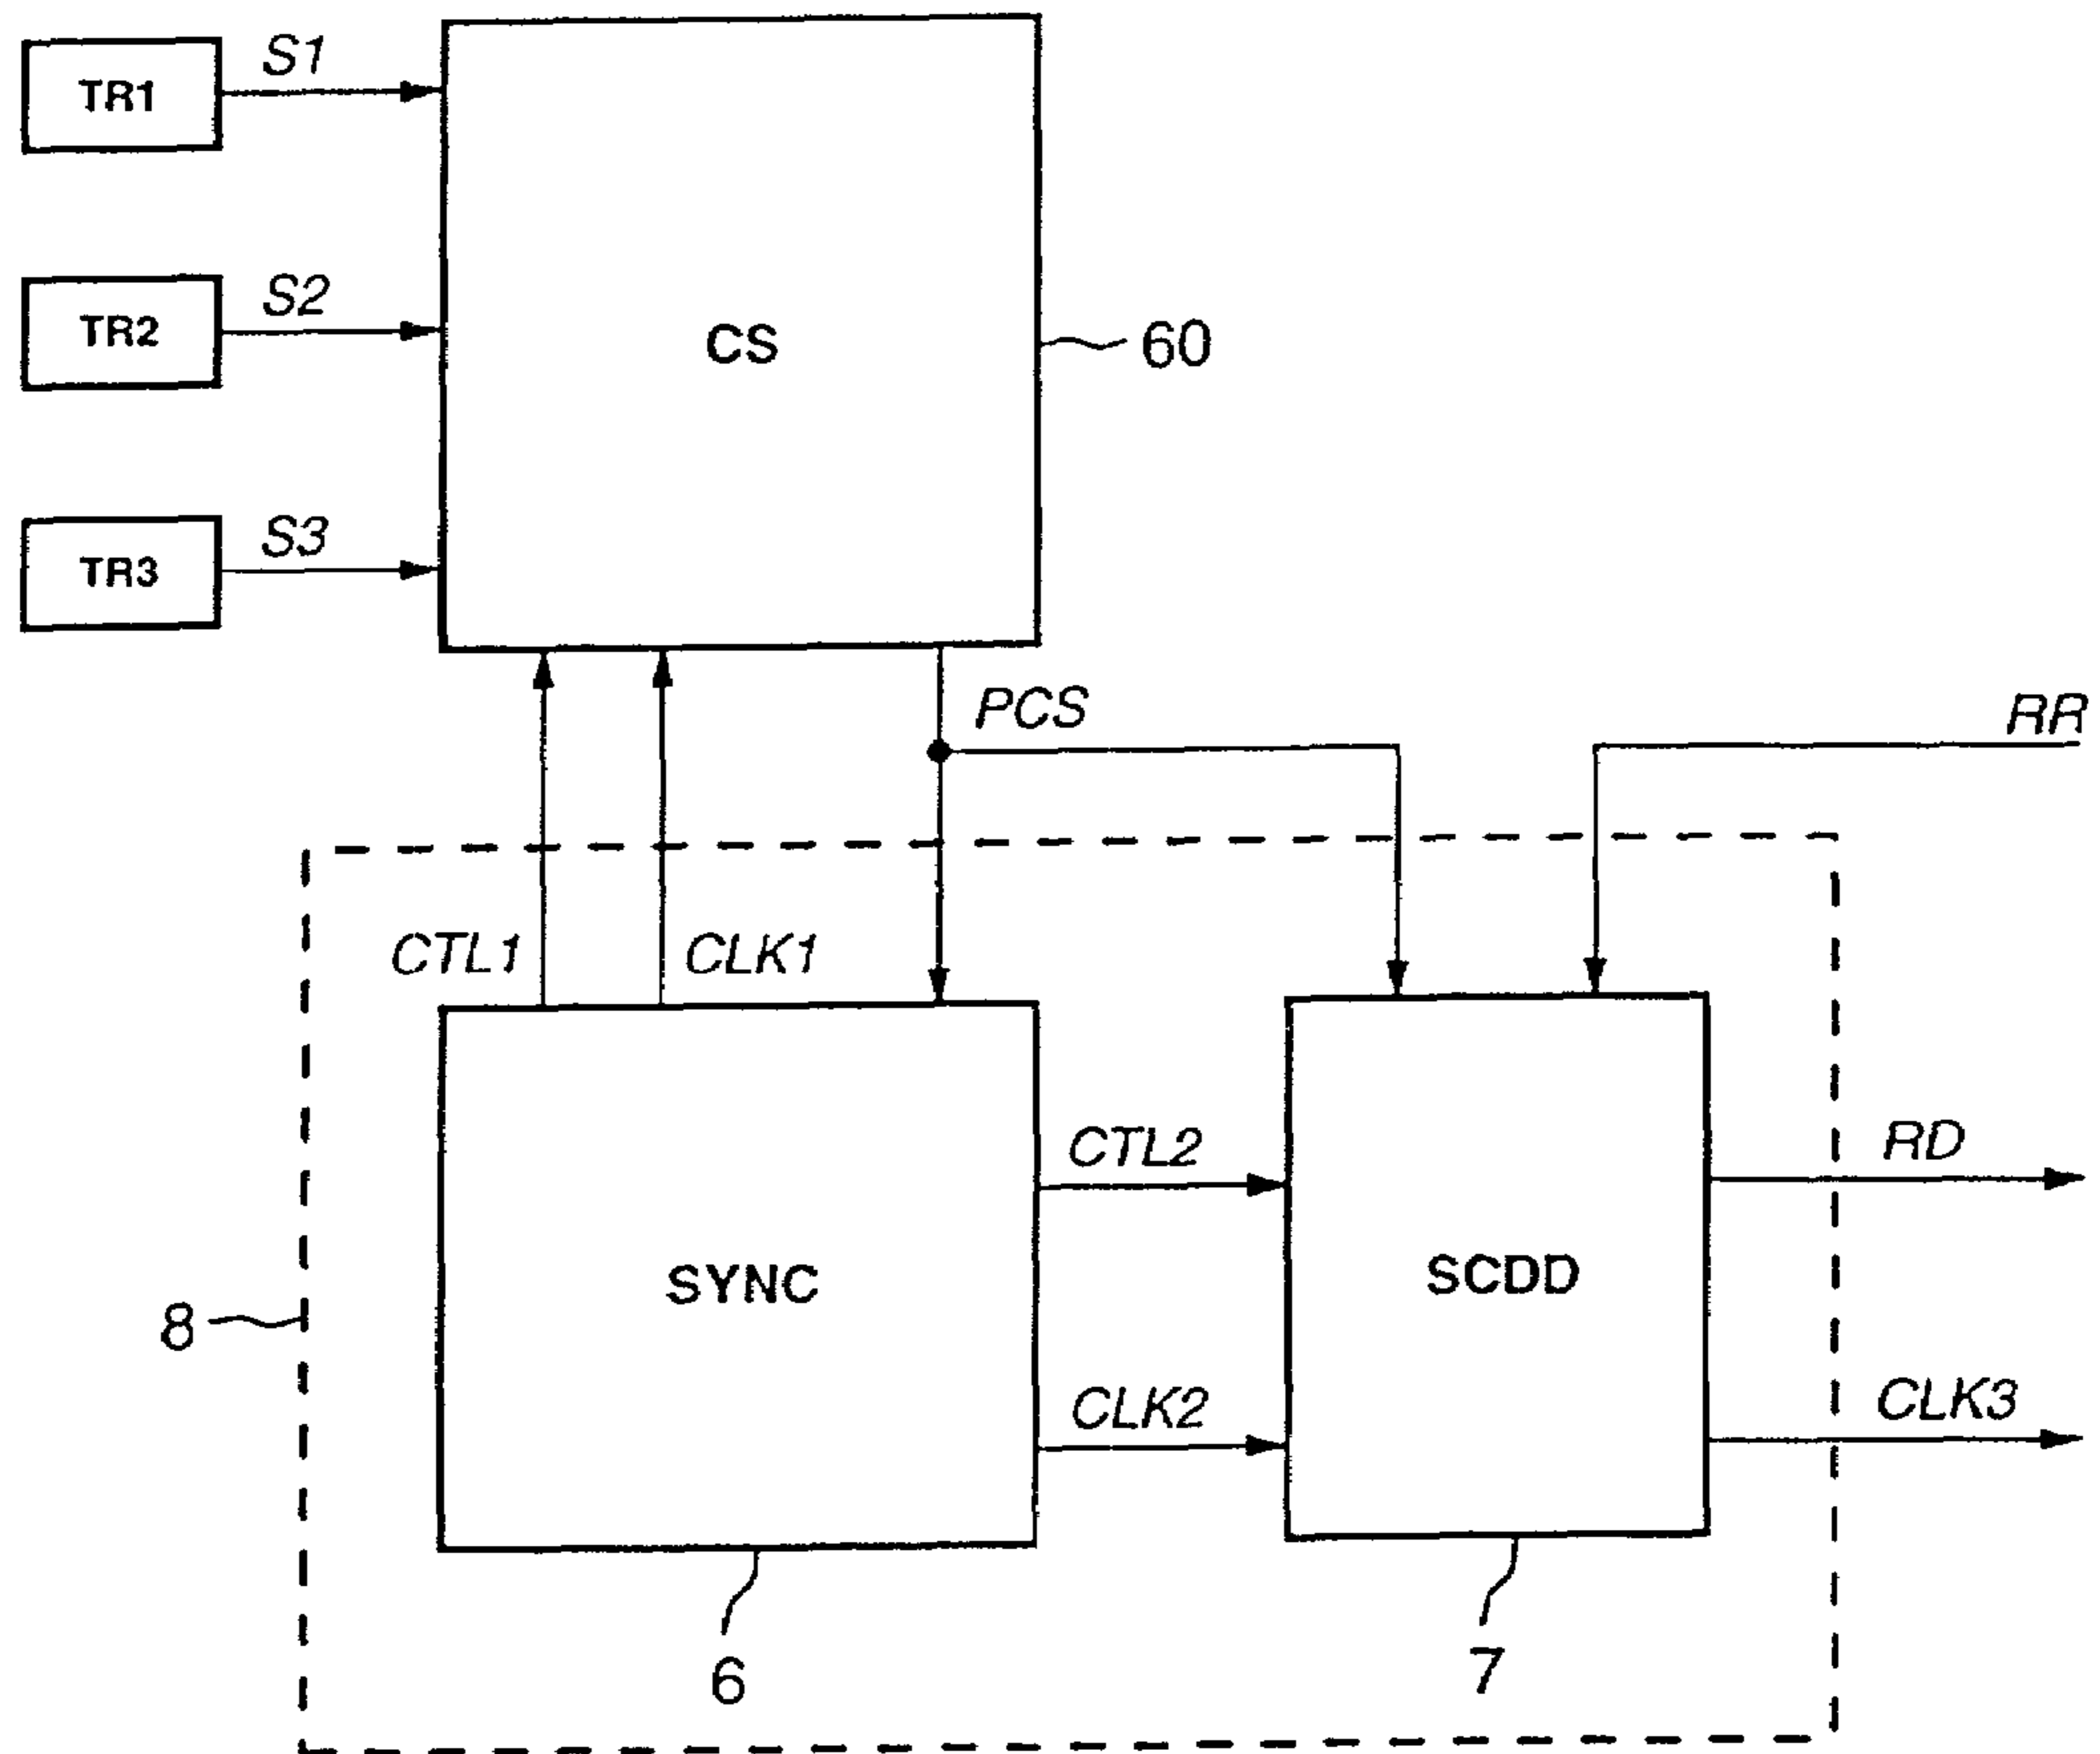 TR1
S1
TR2
S2
CS
60
TR3
S3
PCS
RR
CTL1
CLK1
CTL2
RD
SYNC
SCDD
8
CLK2
CLK3
6
7